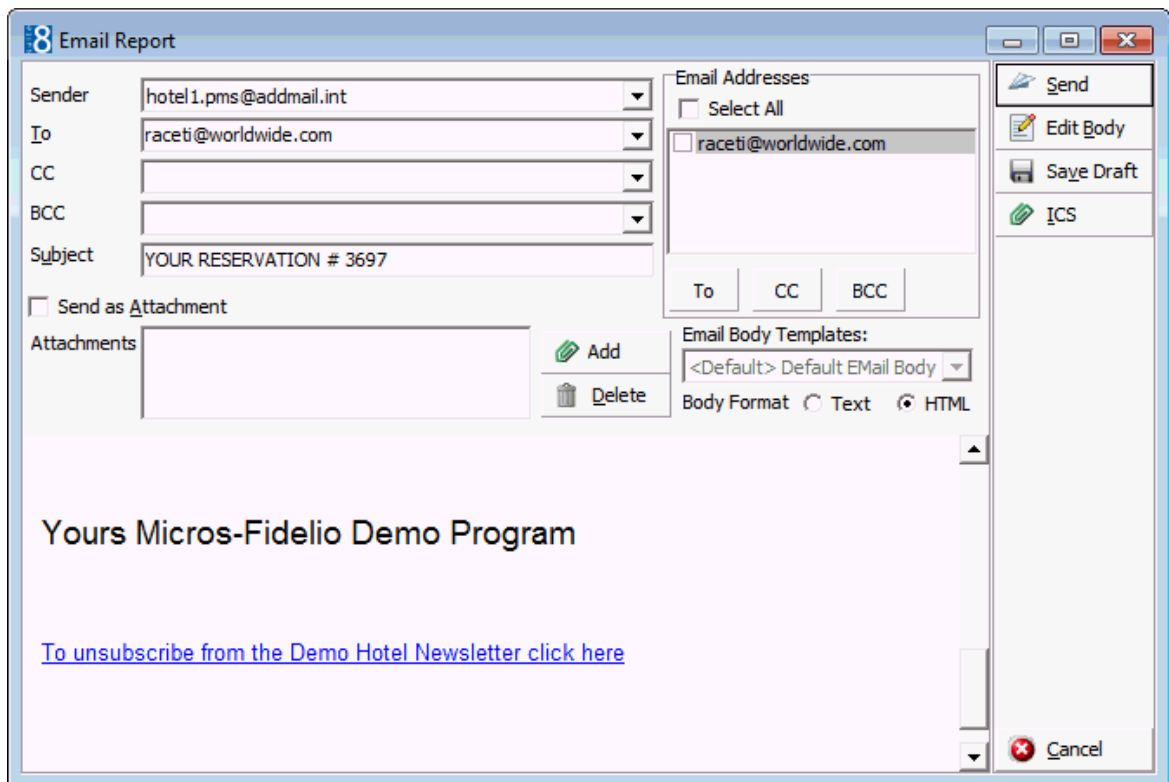 8 Email Report
Sender hotel1.pms@addmail.int
To raceti@worldwide.com
CC
BCC
Subject YOUR RESERVATION # 3697
Send as Attachment
Attachments
Add
Delete
Email Addresses
Select All
raceti@worldwide.com
To CC BCC
Email Body Templates:
<Default> Default EMail Body
Body Format Text HTML
Send
Edit Body
Save Draft
ICS
Yours Micros-Fidelio Demo Program
To unsubscribe from the Demo Hotel Newsletter click here
Cancel